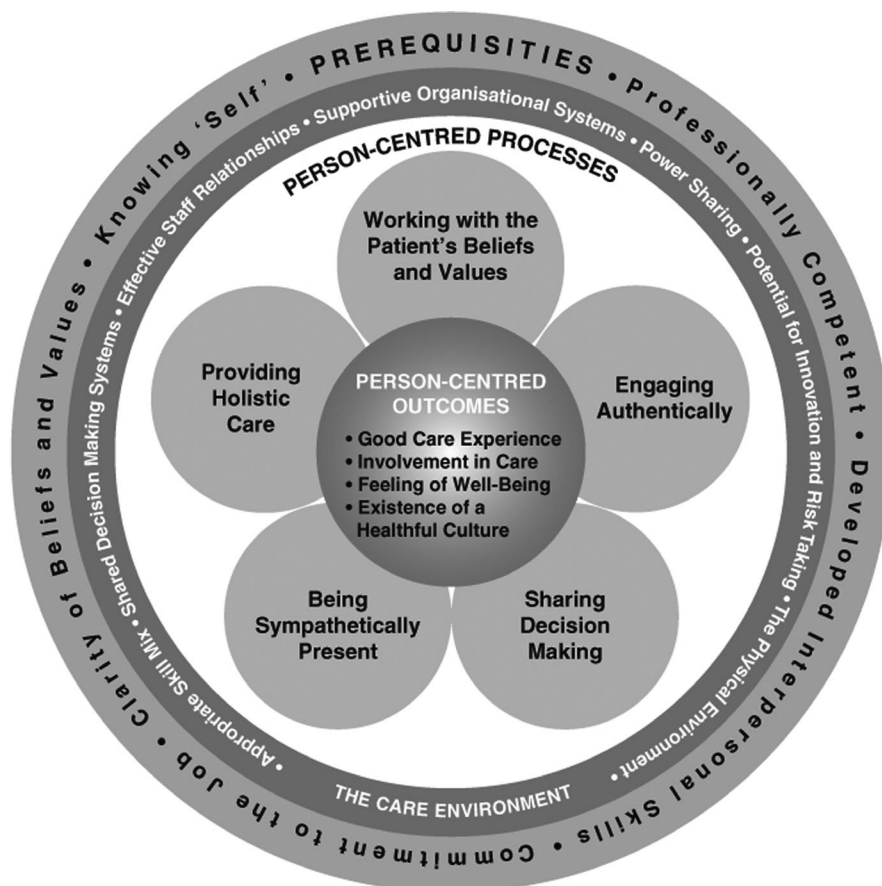 PREREQUISITIES • Professionally Competent • Developed Interpersonal Skills • Commitment to the Job • Clarity of Beliefs and Values • Knowing ‘Self’ •
• Appropriate Skill Mix • Shared Decision Making Systems • Effective Staff Relationships • Supportive Organisational Systems • Power Sharing • Potential for Innovation and Risk Taking • The Physical Environment •
THE CARE ENVIRONMENT
PERSON-CENTRED PROCESSES
Working with the
Patient’s Beliefs
and Values
Engaging
Authentically
Sharing
Decision
Making
Being
Sympathetically
Present
Providing
Holistic
Care
PERSON-CENTRED
OUTCOMES
• Good Care Experience
• Involvement in Care
• Feeling of Well-Being
• Existence of a
Healthful Culture